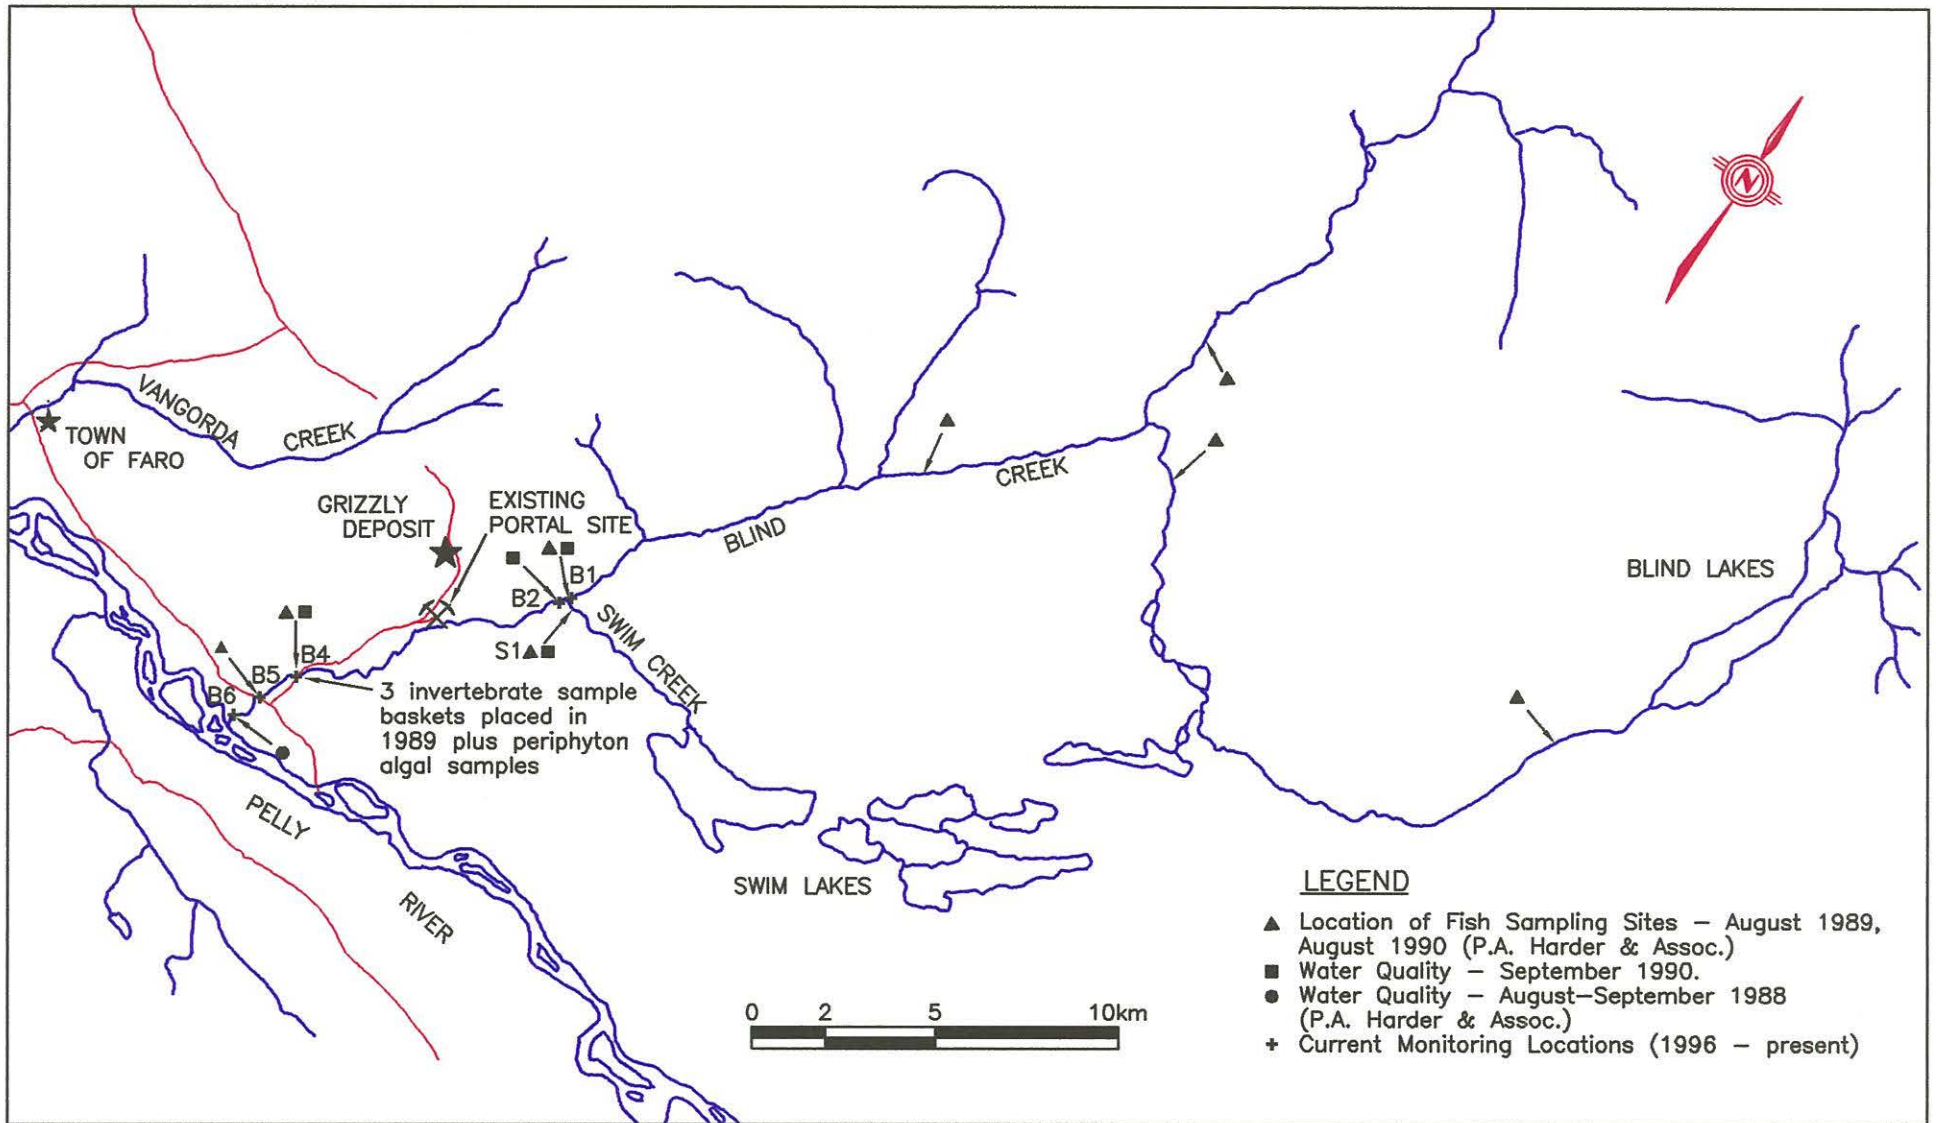 N
VANGORDA
CREEK
TOWN
OF FARO
GRIZZLY
DEPOSIT
EXISTING
PORTAL SITE
CREEK
BLIND
BLIND LAKES
B1
B2
SWIM CREEK
S1
B4
B5
B6
3 invertebrate sample
baskets placed in
1989 plus periphyton
algal samples
PELLY
RIVER
SWIM LAKES
0 2 5 10km
LEGEND
Location of Fish Sampling Sites – August 1989,
August 1990 (P.A. Harder & Assoc.)
Water Quality – September 1990.
Water Quality – August–September 1988
(P.A. Harder & Assoc.)
Current Monitoring Locations (1996 – present)